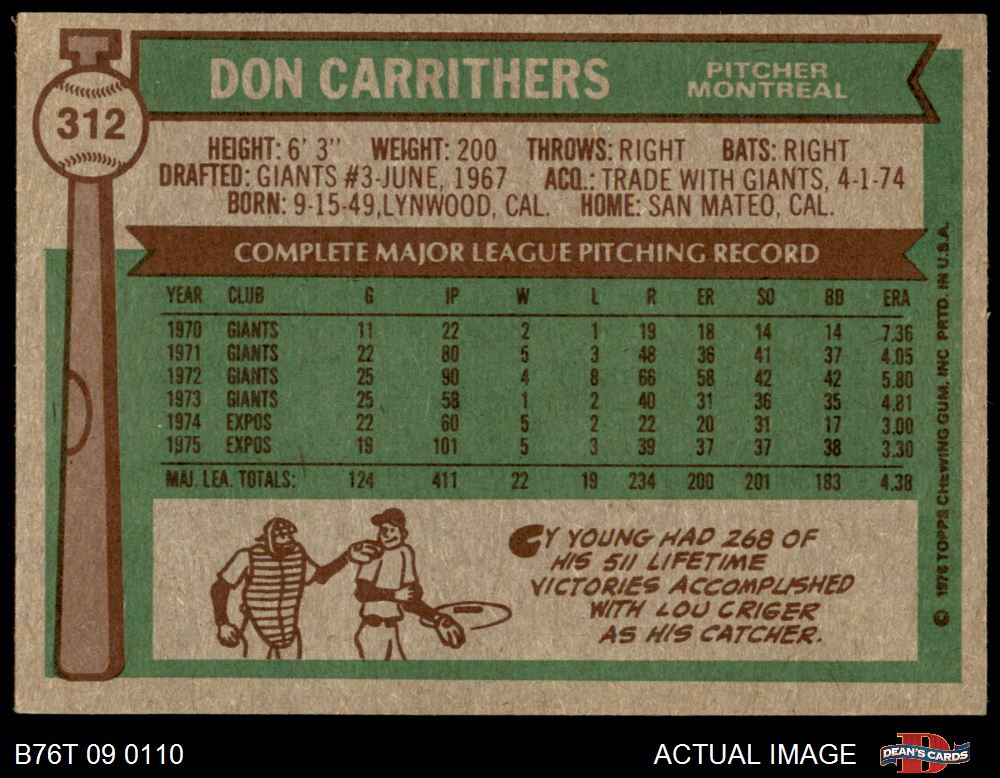 312
DON CARRITHERS
PITCHER
MONTREAL
HEIGHT: 6' 3" WEIGHT: 200 THROWS: RIGHT BATS: RIGHT
DRAFTED: GIANTS #3-JUNE, 1967 ACQ.: TRADE WITH GIANTS, 4-1-74
BORN: 9-15-49, LYNWOOD, CAL. HOME: SAN MATEO, CAL.
COMPLETE MAJOR LEAGUE PITCHING RECORD
YEAR CLUB G IP W L R ER SO BB ERA
1970 GIANTS 11 22 2 1 19 18 14 14 7.36
1971 GIANTS 22 80 5 3 48 36 41 37 4.05
1972 GIANTS 25 90 4 8 66 58 42 42 5.80
1973 GIANTS 25 58 1 2 40 31 36 35 4.81
1974 EXPOS 22 60 5 2 22 20 31 17 3.00
1975 EXPOS 19 101 5 3 39 37 37 38 3.30
MAJ. LEA. TOTALS: 124 411 22 19 234 200 201 183 4.38
CY YOUNG HAD 268 OF
HIS 511 LIFETIME
VICTORIES ACCOMPLISHED
WITH LOU CRIGER
AS HIS CATCHER.
© 1976 TOPPS CHEWING GUM, INC PRTD. IN U.S.A.
B76T 09 0110
ACTUAL IMAGE
D
DEAN'S CARDS